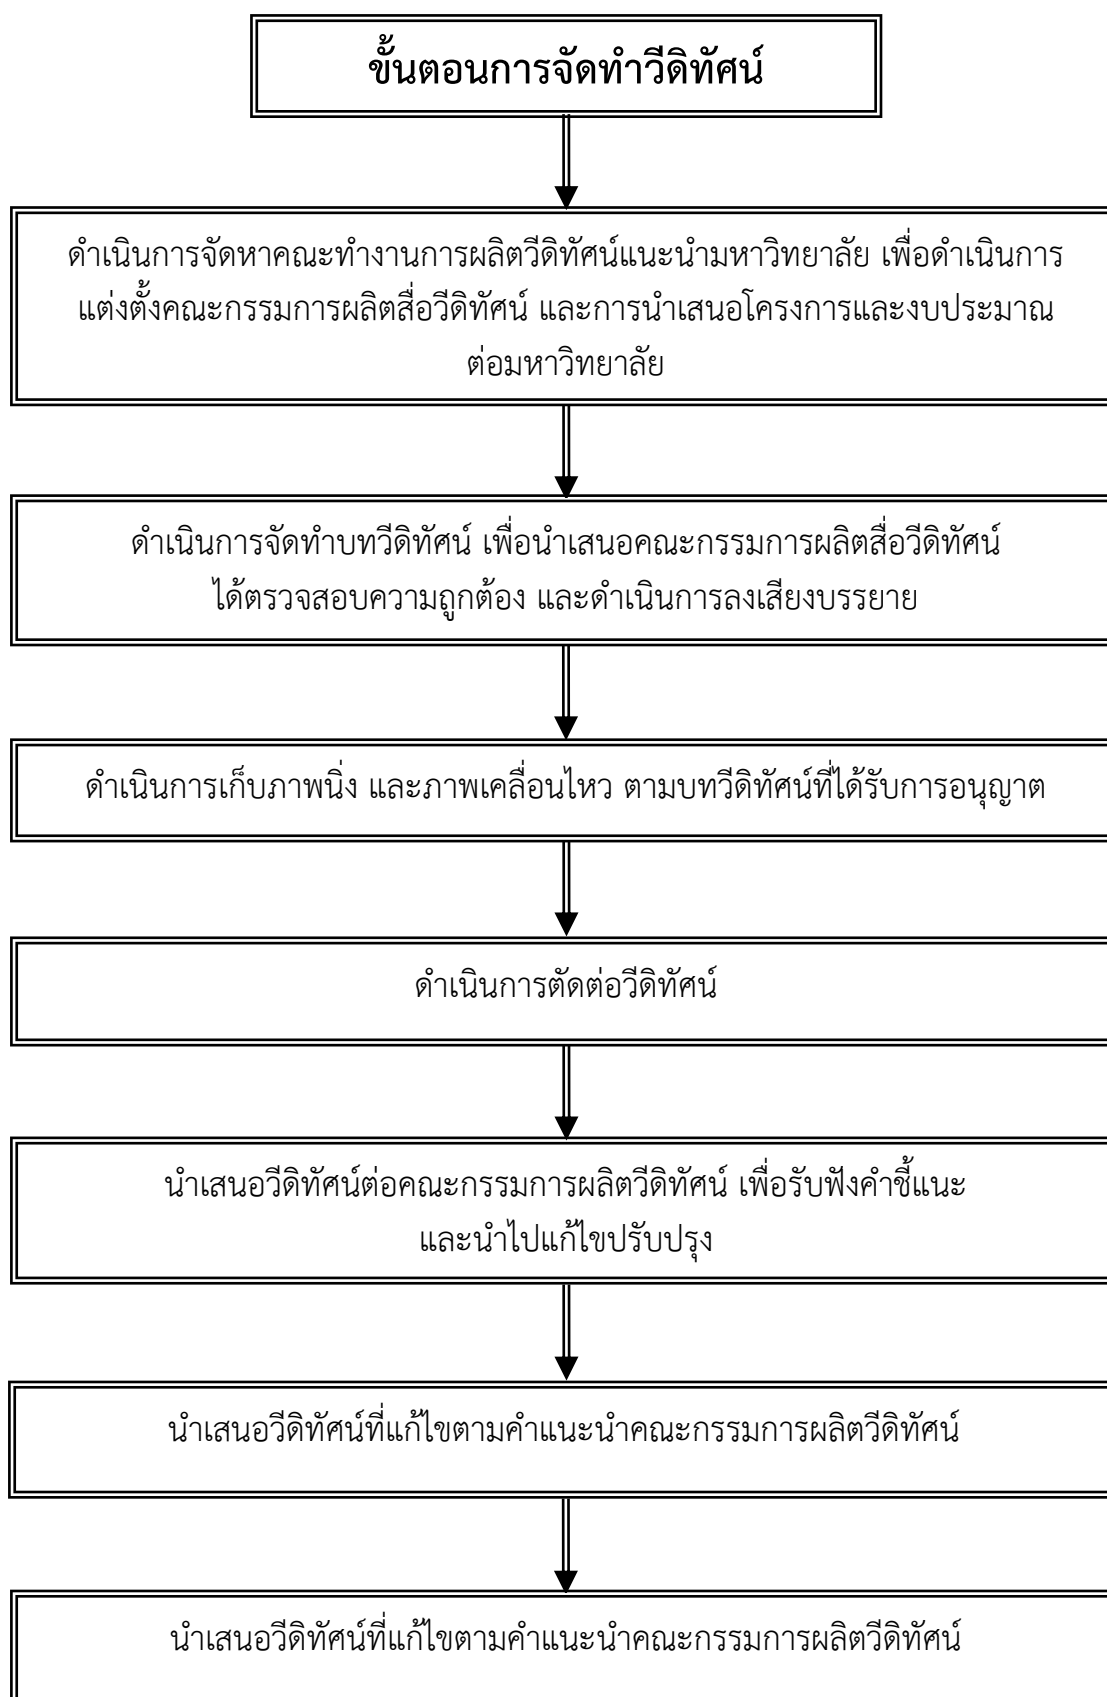 ขั้นตอนการจัดทำวีดิทัศน์
ดำเนินการจัดหาคณะทำงานการผลิตวีดิทัศน์แนะนำมหาวิทยาลัย เพื่อดำเนินการ
แต่งตั้งคณะกรรมการผลิตสื่อวีดิทัศน์ และการนำเสนอโครงการและงบประมาณ
ต่อมหาวิทยาลัย
ดำเนินการจัดทำบทวีดิทัศน์ เพื่อนำเสนอคณะกรรมการผลิตสื่อวีดิทัศน์
ได้ตรวจสอบความถูกต้อง และดำเนินการลงเสียงบรรยาย
ดำเนินการเก็บภาพนิ่ง และภาพเคลื่อนไหว ตามบทวีดิทัศน์ที่ได้รับการอนุญาต
ดำเนินการตัดต่อวีดิทัศน์
นำเสนอวีดิทัศน์ต่อคณะกรรมการผลิตวีดิทัศน์ เพื่อรับฟังคำชี้แนะ
และนำไปแก้ไขปรับปรุง
นำเสนอวีดิทัศน์ที่แก้ไขตามคำแนะนำคณะกรรมการผลิตวีดิทัศน์
นำเสนอวีดิทัศน์ที่แก้ไขตามคำแนะนำคณะกรรมการผลิตวีดิทัศน์